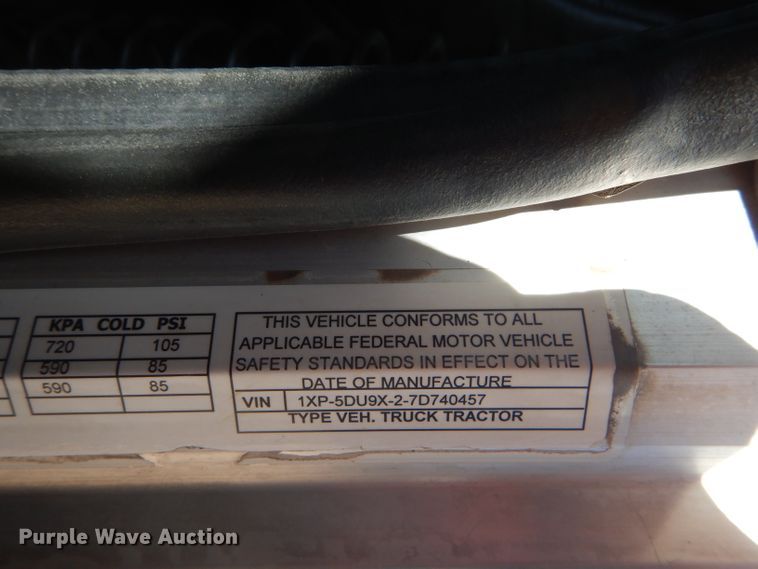 KPA COLD PSI
720 105
590 85
590 85
THIS VEHICLE CONFORMS TO ALL
APPLICABLE FEDERAL MOTOR VEHICLE
SAFETY STANDARDS IN EFFECT ON THE
DATE OF MANUFACTURE
VIN 1XP-5DU9X-2-7D740457
TYPE VEH. TRUCK TRACTOR
Purple Wave Auction